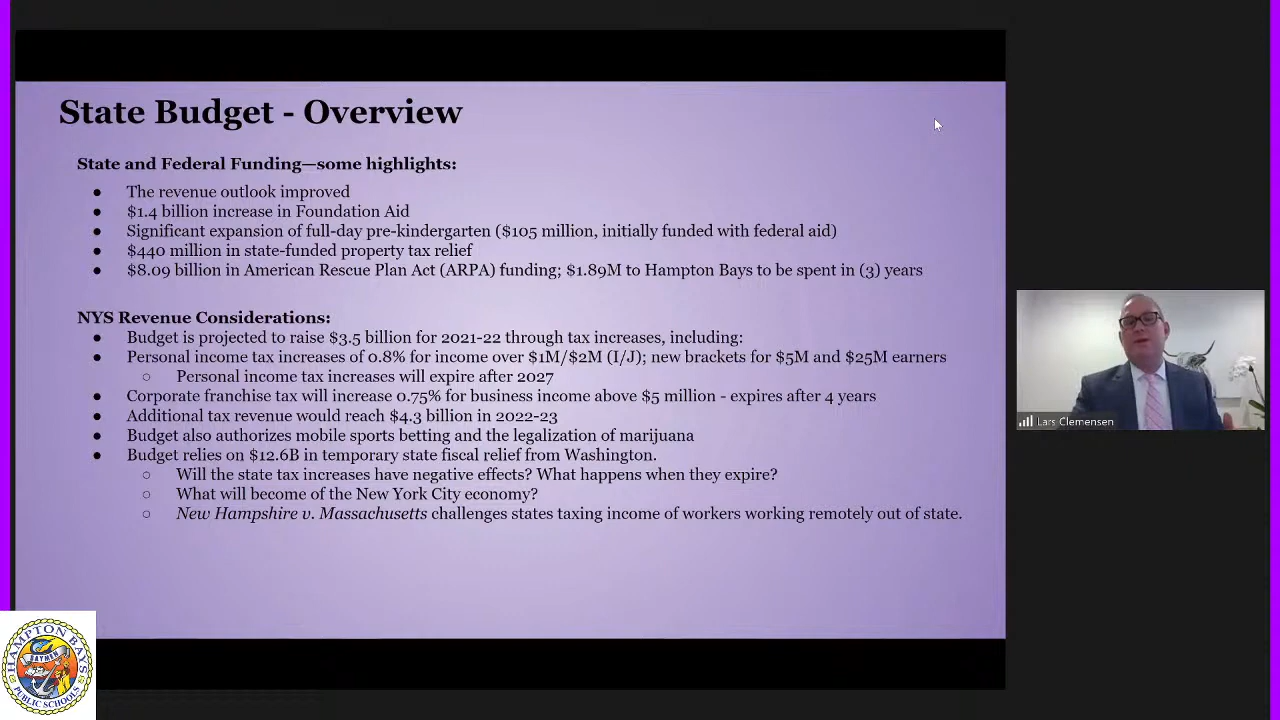 State Budget - Overview
State and Federal Funding—some highlights:
● The revenue outlook improved
● $1.4 billion increase in Foundation Aid
● Significant expansion of full-day pre-kindergarten ($105 million, initially funded with federal aid)
● $440 million in state-funded property tax relief
● $8.09 billion in American Rescue Plan Act (ARPA) funding; $1.89M to Hampton Bays to be spent in (3) years
NYS Revenue Considerations:
● Budget is projected to raise $3.5 billion for 2021-22 through tax increases, including:
● Personal income tax increases of 0.8% for income over $1M/$2M (I/J); new brackets for $5M and $25M earners
○ Personal income tax increases will expire after 2027
● Corporate franchise tax will increase 0.75% for business income above $5 million - expires after 4 years
● Additional tax revenue would reach $4.3 billion in 2022-23
● Budget also authorizes mobile sports betting and the legalization of marijuana
● Budget relies on $12.6B in temporary state fiscal relief from Washington.
○ Will the state tax increases have negative effects? What happens when they expire?
○ What will become of the New York City economy?
○ New Hampshire v. Massachusetts challenges states taxing income of workers working remotely out of state.
Lars Clemensen
HAMPTON BAYS
BAYMEN
PUBLIC SCHOOLS